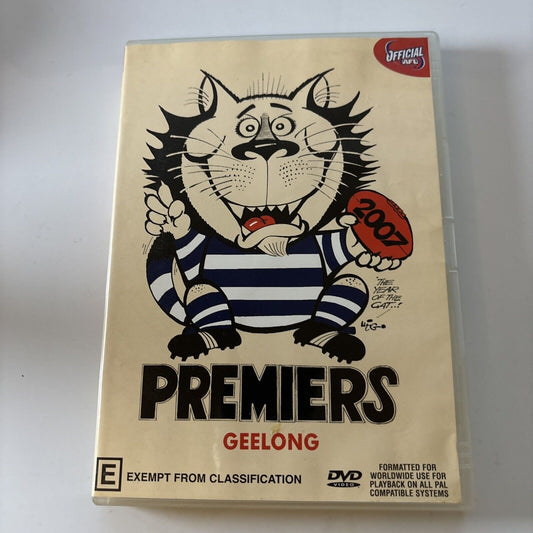 OFFICIAL
AFL
2007
'THE
YEAR
OF THE
CAT..!'
WEG
PREMIERS
GEELONG
E EXEMPT FROM CLASSIFICATION
DVD
VIDEO
FORMATTED FOR
WORLDWIDE USE FOR
PLAYBACK ON ALL PAL
COMPATIBLE SYSTEMS